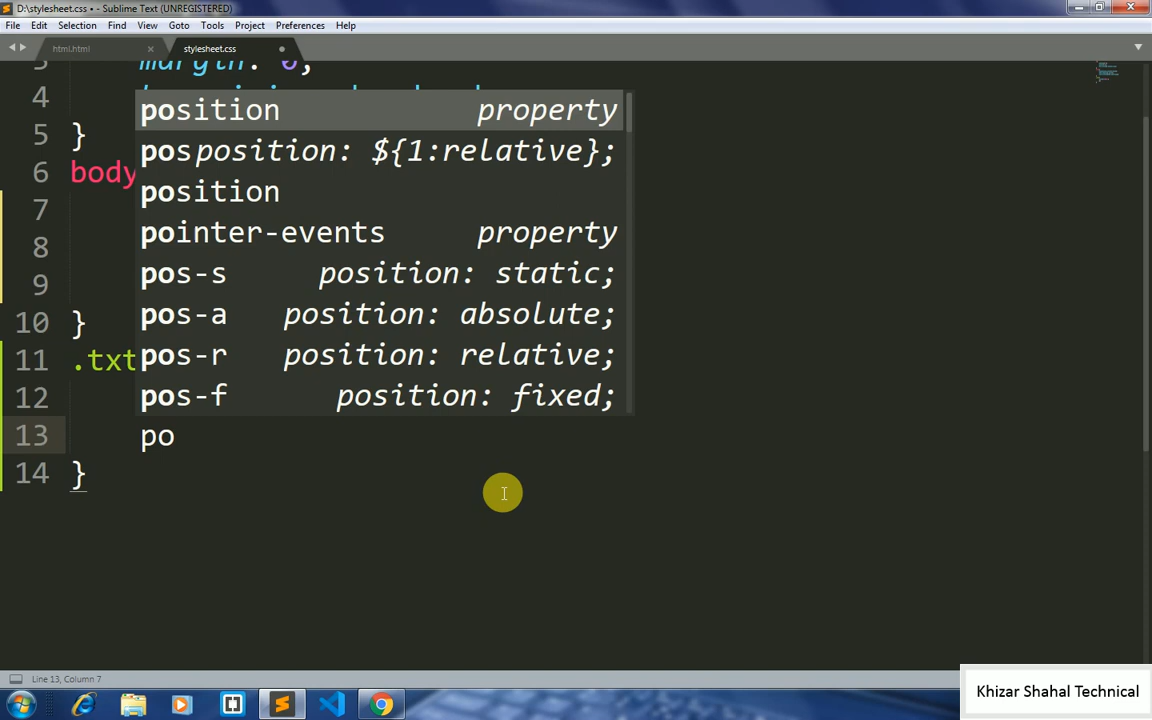 D:\stylesheet.css • - Sublime Text (UNREGISTERED)
File Edit Selection Find View Goto Tools Project Preferences Help
html.html stylesheet.css
3 margin: 0;
4
5 }
6 body
7
8
9
10 }
11 .txt
12
13 po
14 }
position property
pos position: ${1:relative};
position
pointer-events property
pos-s position: static;
pos-a position: absolute;
pos-r position: relative;
pos-f position: fixed;
Line 13, Column 7
Khizar Shahal Technical